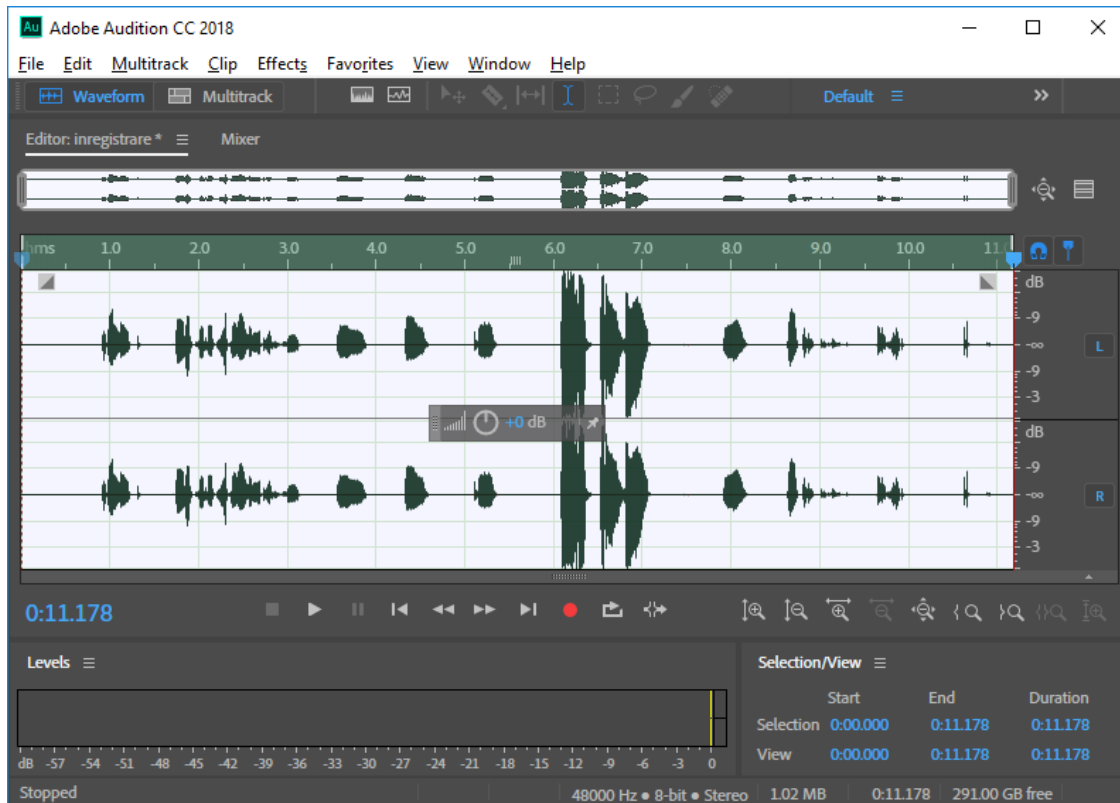 Au Adobe Audition CC 2018
File Edit Multitrack Clip Effects Favorites View Window Help
Waveform Multitrack Default
Editor: inregistrare * Mixer
hms 1.0 2.0 3.0 4.0 5.0 6.0 7.0 8.0 9.0 10.0 11.0
dB
-9
-∞ L
-9
-3
+0 dB
dB
-9
-∞ R
-9
-3
0:11.178
Levels
dB -57 -54 -51 -48 -45 -42 -39 -36 -33 -30 -27 -24 -21 -18 -15 -12 -9 -6 -3 0
Selection/View
Start End Duration
Selection 0:00.000 0:11.178 0:11.178
View 0:00.000 0:11.178 0:11.178
Stopped 48000 Hz ● 8-bit ● Stereo 1.02 MB 0:11.178 291.00 GB free